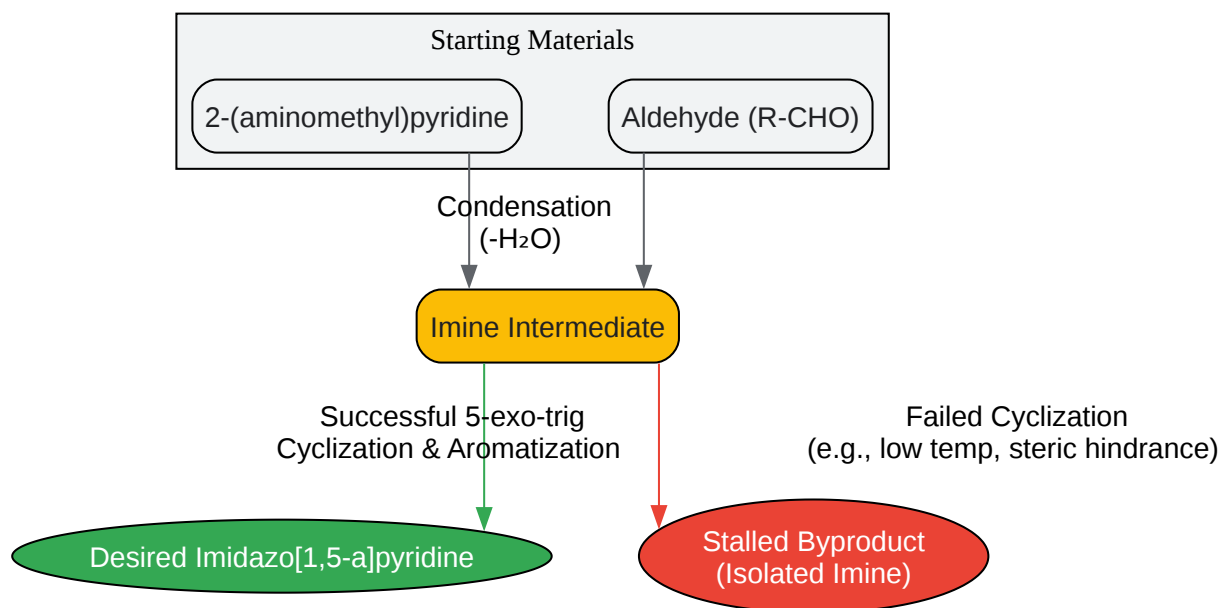 Starting Materials
2-(aminomethyl)pyridine
Aldehyde (R-CHO)
Condensation
(-H₂O)
Imine Intermediate
Successful 5-exo-trig
Cyclization & Aromatization
Failed Cyclization
(e.g., low temp, steric hindrance)
Desired Imidazo[1,5-a]pyridine
Stalled Byproduct
(Isolated Imine)